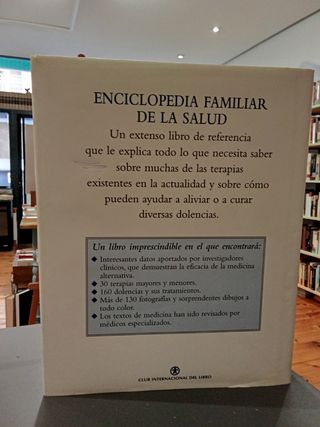 ENCICLOPEDIA FAMILIAR
DE LA SALUD
Un extenso libro de referencia
que le explica todo lo que necesita saber
sobre muchas de las terapias
existentes en la actualidad y sobre cómo
pueden ayudar a aliviar o a curar
diversas dolencias.
Un libro imprescindible en el que encontrará:
◆ Interesantes datos aportados por investigadores
clínicos, que demuestran la eficacia de la medicina
alternativa.
◆ 30 terapias mayores y menores.
◆ 160 dolencias y sus tratamientos.
◆ Más de 130 fotografías y sorprendentes dibujos a
todo color.
◆ Los textos de medicina han sido revisados por
médicos especializados.
CLUB INTERNACIONAL DEL LIBRO